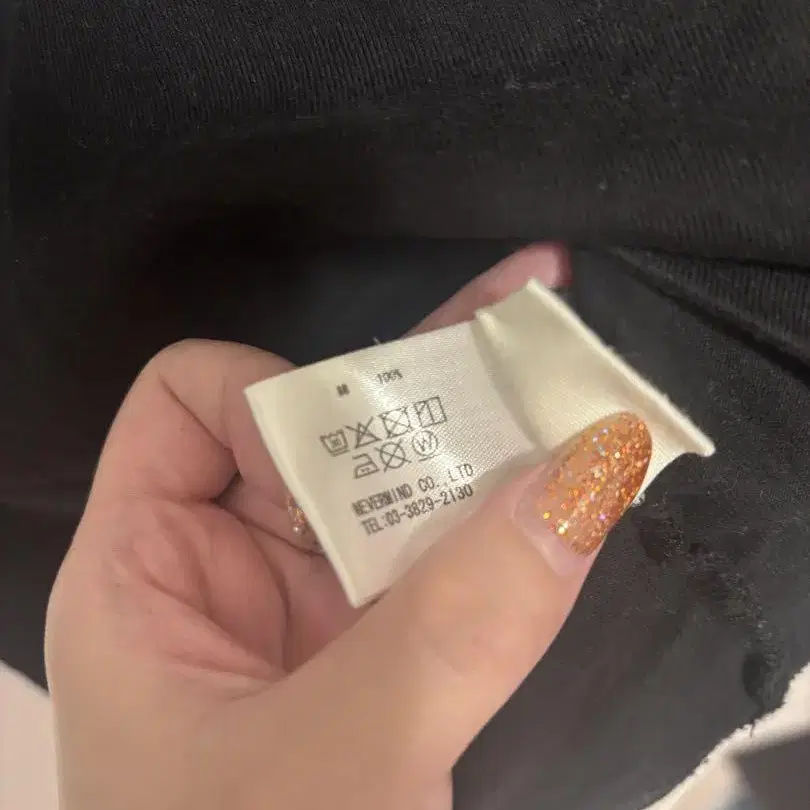 100%
W
NEVERMIND CO.,LTD
TEL:03-3829-2130